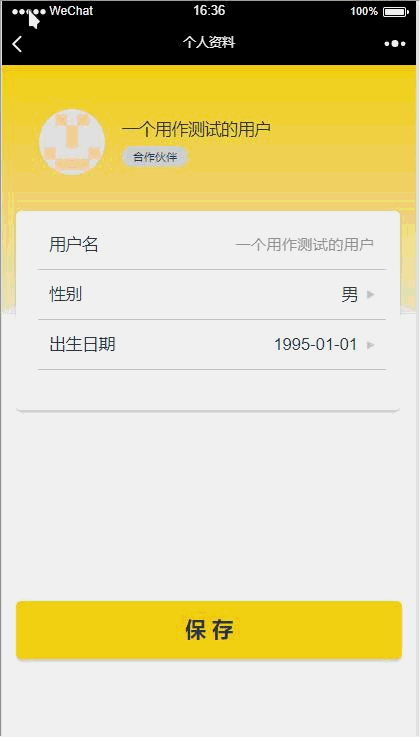 WeChat 16:36 100%
个人资料
一个用作测试的用户
合作伙伴
用户名 一个用作测试的用户
性别 男
出生日期 1995-01-01
保存